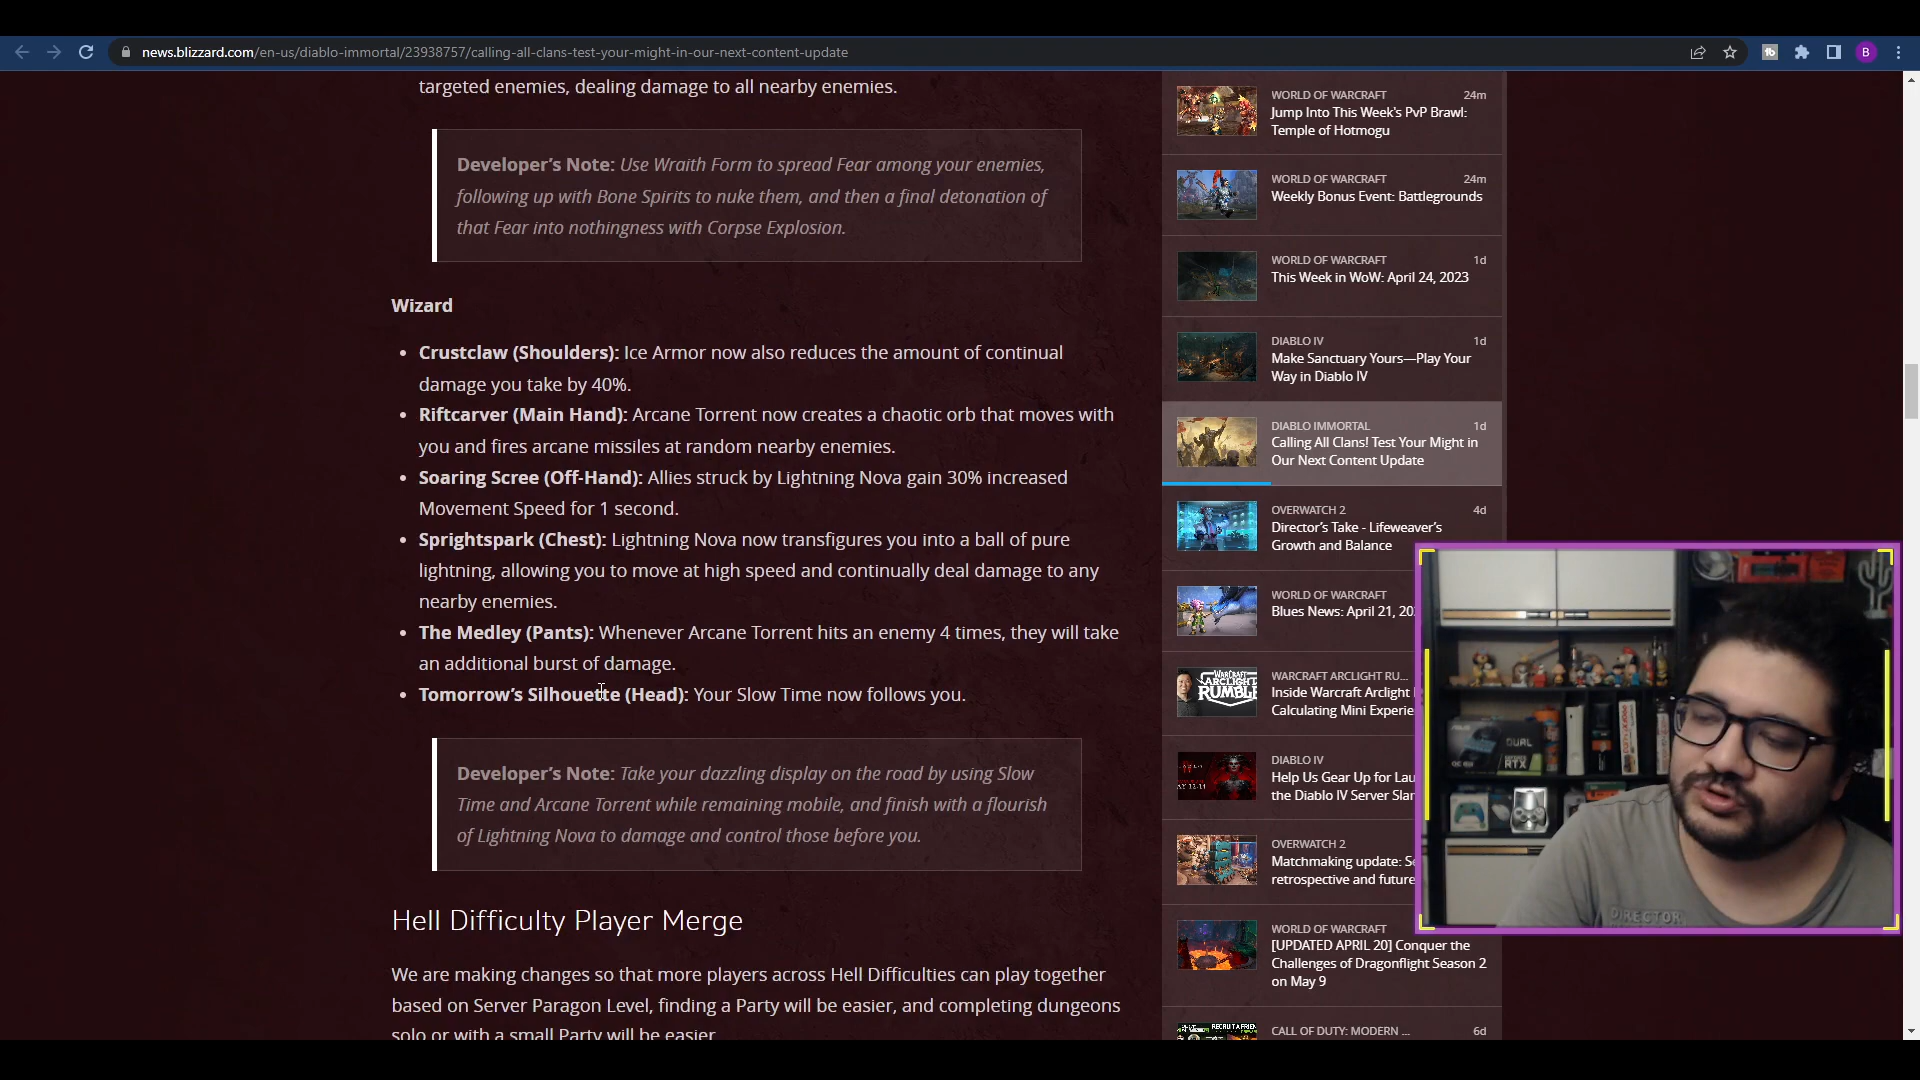 news.blizzard.com/en-us/diablo-immortal/23938757/calling-all-clans-test-your-might-in-our-next-content-update
B
targeted enemies, dealing damage to all nearby enemies.
Developer’s Note: Use Wraith Form to spread Fear among your enemies,
following up with Bone Spirits to nuke them, and then a final detonation of
that Fear into nothingness with Corpse Explosion.
Wizard
• Crustclaw (Shoulders): Ice Armor now also reduces the amount of continual
damage you take by 40%.
• Riftcarver (Main Hand): Arcane Torrent now creates a chaotic orb that moves with
you and fires arcane missiles at random nearby enemies.
• Soaring Scree (Off-Hand): Allies struck by Lightning Nova gain 30% increased
Movement Speed for 1 second.
• Sprightspark (Chest): Lightning Nova now transfigures you into a ball of pure
lightning, allowing you to move at high speed and continually deal damage to any
nearby enemies.
• The Medley (Pants): Whenever Arcane Torrent hits an enemy 4 times, they will take
an additional burst of damage.
• Tomorrow’s Silhouette (Head): Your Slow Time now follows you.
Developer’s Note: Take your dazzling display on the road by using Slow
Time and Arcane Torrent while remaining mobile, and finish with a flourish
of Lightning Nova to damage and control those before you.
Hell Difficulty Player Merge
We are making changes so that more players across Hell Difficulties can play together
based on Server Paragon Level, finding a Party will be easier, and completing dungeons
solo or with a small Party will be easier.
WORLD OF WARCRAFT 24m
Jump Into This Week's PvP Brawl:
Temple of Hotmogu
WORLD OF WARCRAFT 24m
Weekly Bonus Event: Battlegrounds
WORLD OF WARCRAFT 1d
This Week in WoW: April 24, 2023
DIABLO IV 1d
Make Sanctuary Yours—Play Your
Way in Diablo IV
DIABLO IMMORTAL 1d
Calling All Clans! Test Your Might in
Our Next Content Update
OVERWATCH 2 4d
Director’s Take - Lifeweaver’s
Growth and Balance
WORLD OF WARCRAFT
Blues News: April 21, 20
WARCRAFT ARCLIGHT RU...
Inside Warcraft Arclight
Calculating Mini Experie
WARCRAFT
ARCLIGHT
RUMBL
DIABLO IV
Help Us Gear Up for Lau
the Diablo IV Server Slar
OVERWATCH 2
Matchmaking update: Se
retrospective and future
WORLD OF WARCRAFT
[UPDATED APRIL 20] Conquer the
Challenges of Dragonflight Season 2
on May 9
CALL OF DUTY: MODERN ... 6d
DUAL
RTX
DIRECTOR